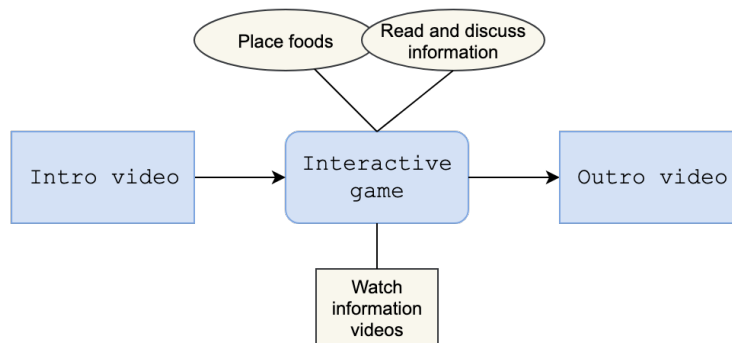 Place foods
Read and discuss
information
Intro video
Interactive
game
Outro video
Watch
information
videos